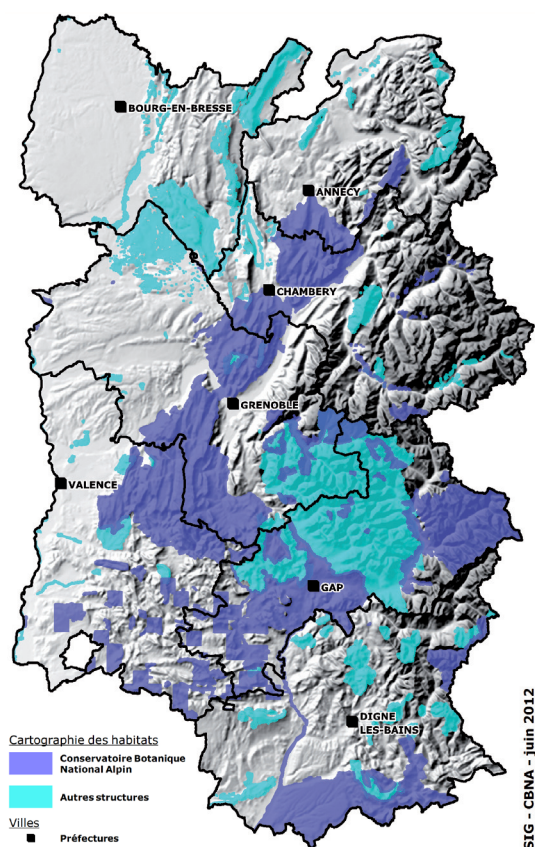 BOURG-EN-BRESSE
ANNECY
CHAMBERY
GRENOBLE
VALENCE
GAP
DIGNE
LES-BAINS
Cartographie des habitats
Conservatoire Botanique
National Alpin
Autres structures
Villes
Préfectures
SIG - CBNA - juin 2012